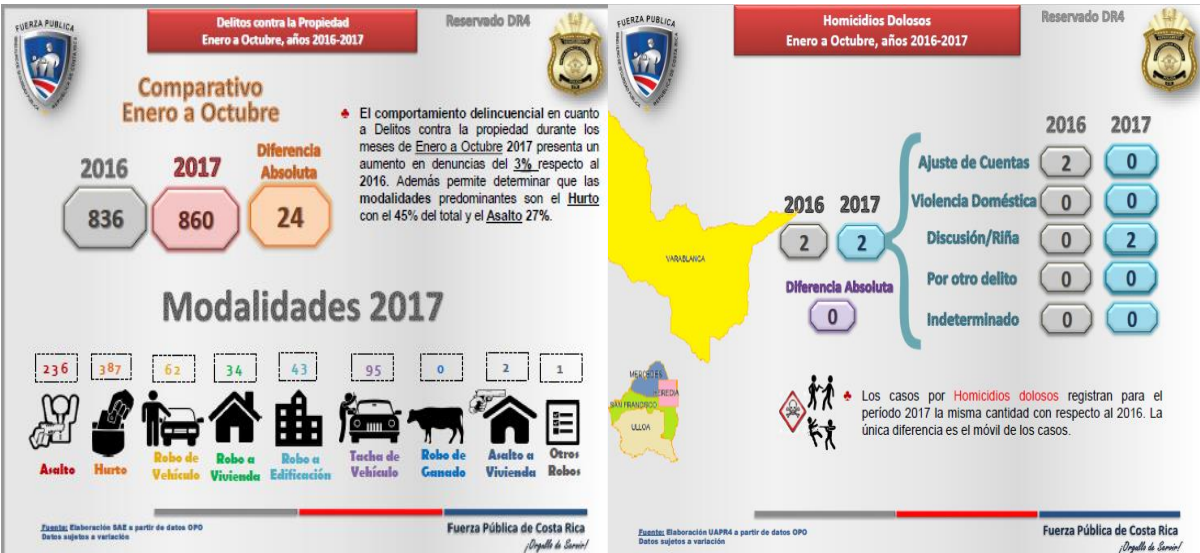 FUERZA PUBLICA
Delitos contra la Propiedad
Enero a Octubre, años 2016-2017
Reservado DR4
Comparativo
Enero a Octubre
2016
2017
Diferencia
Absoluta
836
860
24
El comportamiento delincuencial en cuanto
a Delitos contra la propiedad durante los
meses de Enero a Octubre 2017 presenta un
aumento en denuncias del 3% respecto al
2016. Además permite determinar que las
modalidades predominantes son el Hurto
con el 45% del total y el Asalto 27%.
Modalidades 2017
236
387
62
34
43
95
0
2
1
Asalto
Hurto
Robo de
Vehículo
Robo a
Vivienda
Robo a
Edificación
Tacha de
Vehículo
Robo de
Ganado
Asalto a
Vivienda
Otros
Robos
Fuente: Elaboración SAE a partir de datos OPO
Datos sujetos a variación
Fuerza Pública de Costa Rica
¡Orgullo de Servir!
FUERZA PUBLICA
Homicidios Dolosos
Enero a Octubre, años 2016-2017
Reservado DR4
VARABLANCA
MERCEDES
HEREDIA
SAN FRANCISCO
ULLOA
2016 2017
2 2
Diferencia Absoluta
0
2016 2017
Ajuste de Cuentas 2 0
Violencia Doméstica 0 0
Discusión/Riña 0 2
Por otro delito 0 0
Indeterminado 0 0
Los casos por Homicidios dolosos registran para el
período 2017 la misma cantidad con respecto al 2016. La
única diferencia es el móvil de los casos.
Fuente: Elaboración UAPR4 a partir de datos OPO
Datos sujetos a variación
Fuerza Pública de Costa Rica
¡Orgullo de Servir!